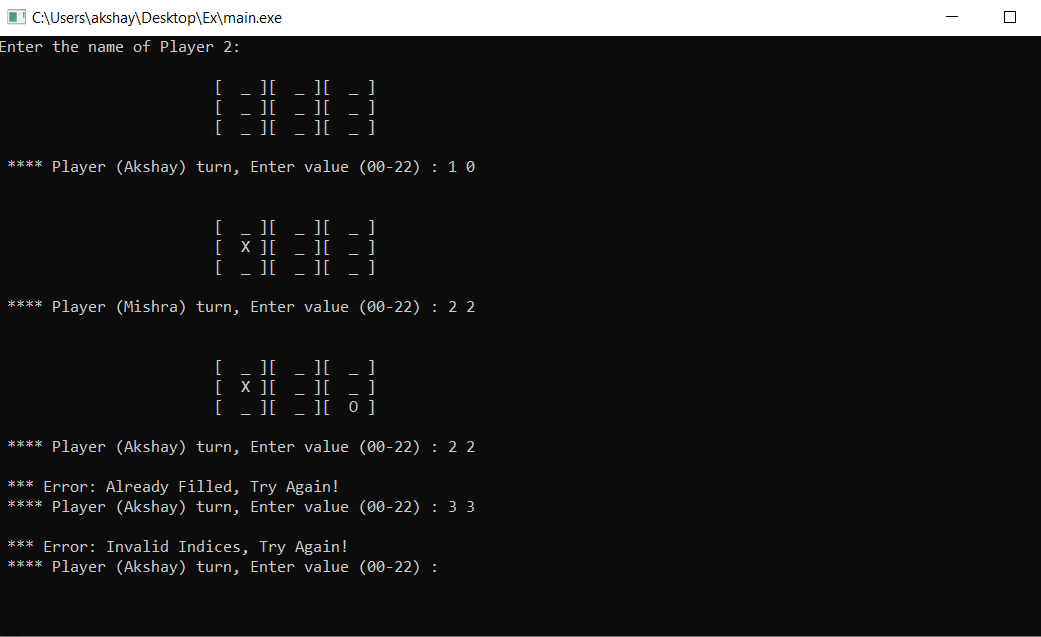 C:\Users\akshay\Desktop\Ex\main.exe
Enter the name of Player 2:
[  _ ][  _ ][  _ ]
[  _ ][  _ ][  _ ]
[  _ ][  _ ][  _ ]
**** Player (Akshay) turn, Enter value (00-22) : 1 0
[  _ ][  _ ][  _ ]
[  X ][  _ ][  _ ]
[  _ ][  _ ][  _ ]
**** Player (Mishra) turn, Enter value (00-22) : 2 2
[  _ ][  _ ][  _ ]
[  X ][  _ ][  _ ]
[  _ ][  _ ][  O ]
**** Player (Akshay) turn, Enter value (00-22) : 2 2
*** Error: Already Filled, Try Again!
**** Player (Akshay) turn, Enter value (00-22) : 3 3
*** Error: Invalid Indices, Try Again!
**** Player (Akshay) turn, Enter value (00-22) :